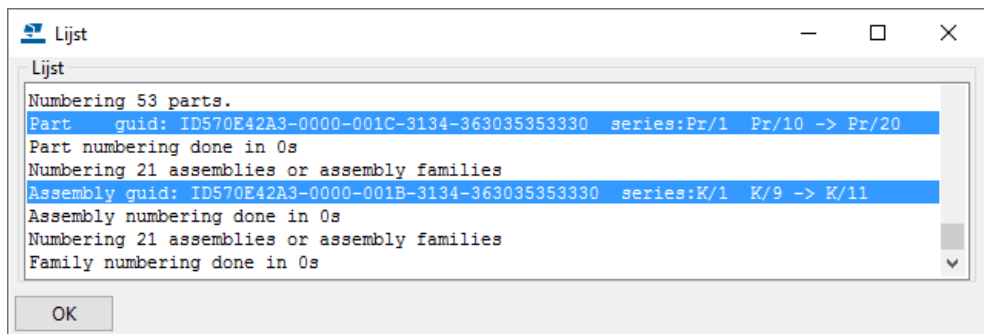 Lijst
Lijst
Numbering 53 parts.
Part    guid: ID570E42A3-0000-001C-3134-363035353330  series:Pr/1  Pr/10 -> Pr/20
Part numbering done in 0s
Numbering 21 assemblies or assembly families
Assembly guid: ID570E42A3-0000-001B-3134-363035353330  series:K/1  K/9 -> K/11
Assembly numbering done in 0s
Numbering 21 assemblies or assembly families
Family numbering done in 0s
OK